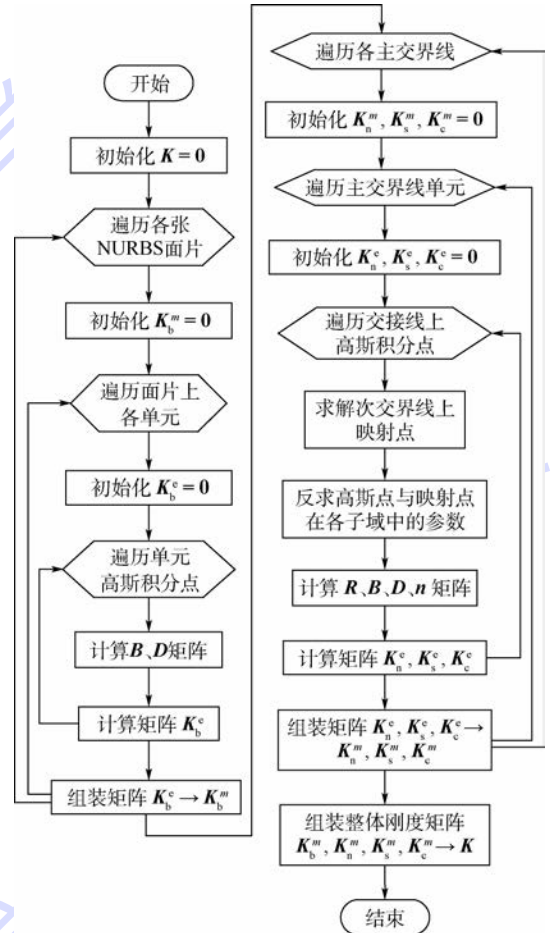 开始
初始化 K = 0
遍历各张
NURBS面片
初始化 K_b^m = 0
遍历面片上
各单元
初始化 K_b^e = 0
遍历单元
高斯积分点
计算B、D矩阵
计算矩阵 K_b^e
组装矩阵 K_b^e → K_b^m
遍历各主交界线
初始化 K_n^m, K_s^m, K_c^m = 0
遍历主交界线单元
初始化 K_n^e, K_s^e, K_c^e = 0
遍历交接线上
高斯积分点
求解次交界线上
映射点
反求高斯点与映射点
在各子域中的参数
计算 R、B、D、n 矩阵
计算矩阵 K_n^e, K_s^e, K_c^e
组装矩阵 K_n^e, K_s^e, K_c^e →
K_n^m, K_s^m, K_c^m
组装整体刚度矩阵
K_b^m, K_n^m, K_s^m, K_c^m → K
结束